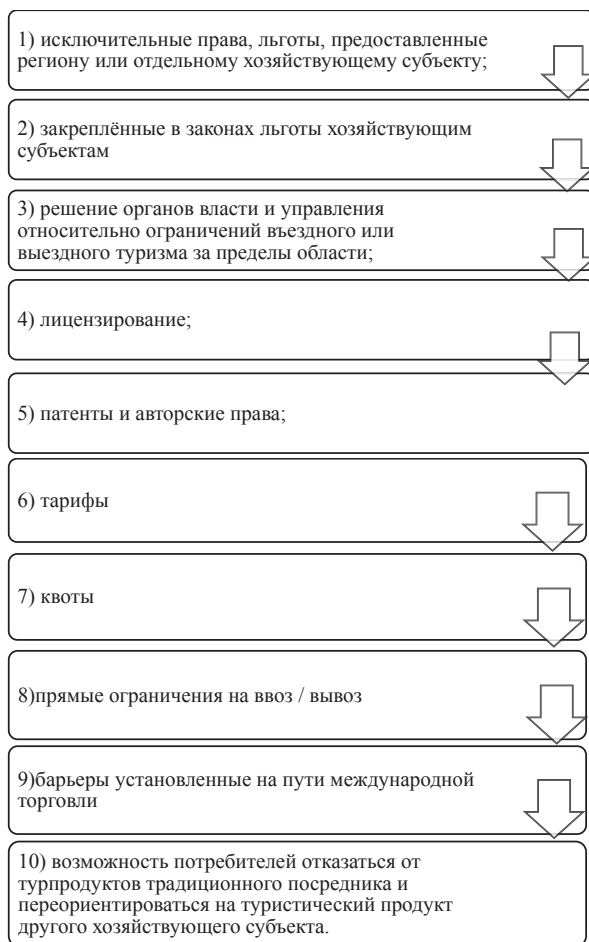 1) исключительные права, льготы, предоставленные
региону или отдельному хозяйствующему субъекту;
2) закреплённые в законах льготы хозяйствующим
субъектам
3) решение органов власти и управления
относительно ограничений въездного или
выездного туризма за пределы области;
4) лицензирование;
5) патенты и авторские права;
6) тарифы
7) квоты
8)прямые ограничения на ввоз / вывоз
9)барьеры установленные на пути международной
торговли
10) возможность потребителей отказаться от
турпродуктов традиционного посредника и
переориентироваться на туристический продукт
другого хозяйствующего субъекта.